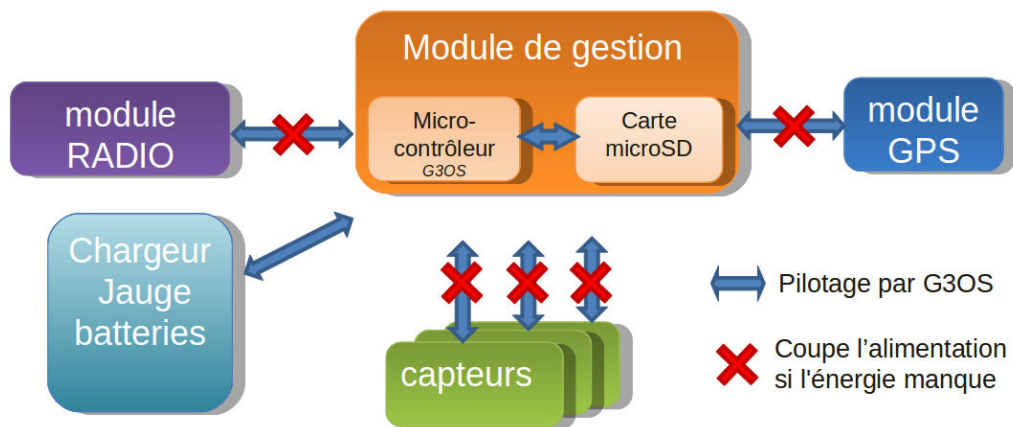 Module de gestion
module
RADIO
Micro-
contrôleur
G3OS
Carte
microSD
module
GPS
Chargeur
Jauge
batteries
capteurs
Pilotage par G3OS
Coupe l’alimentation
si l'énergie manque